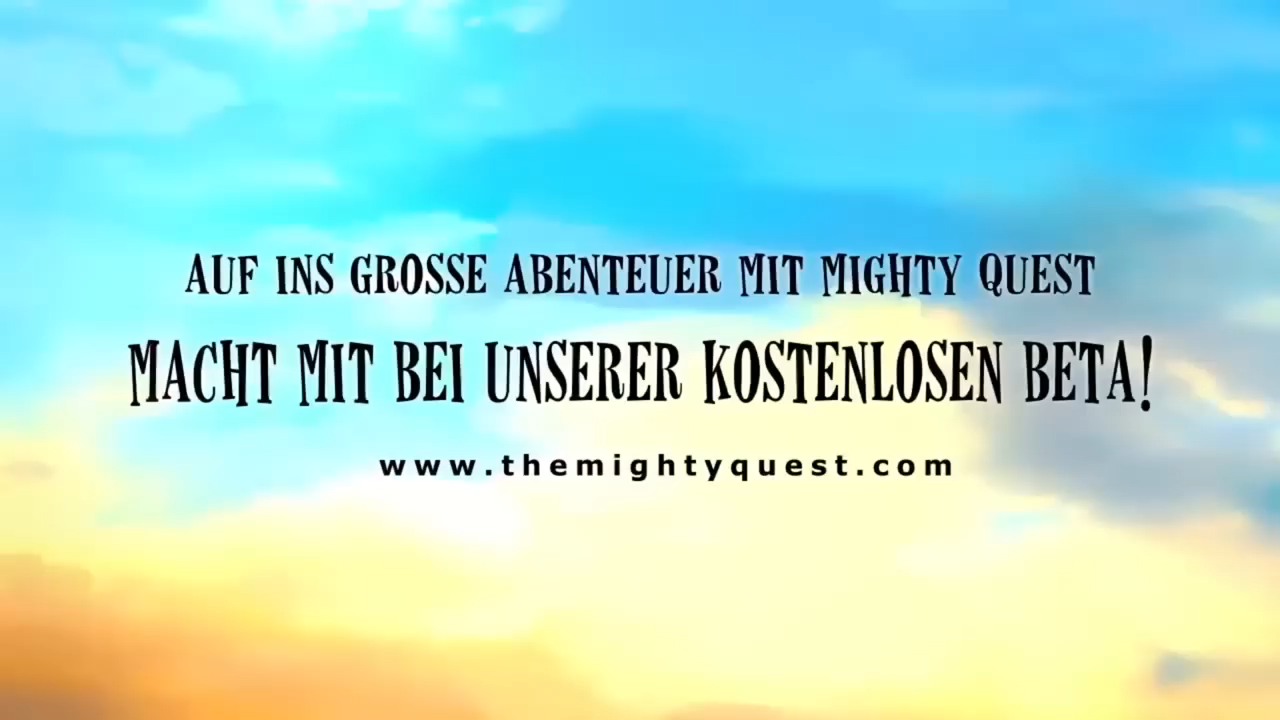 AUF INS GROSSE ABENTEUER MIT MIGHTY QUEST
MACHT MIT BEI UNSERER KOSTENLOSEN BETA!
www.themightyquest.com